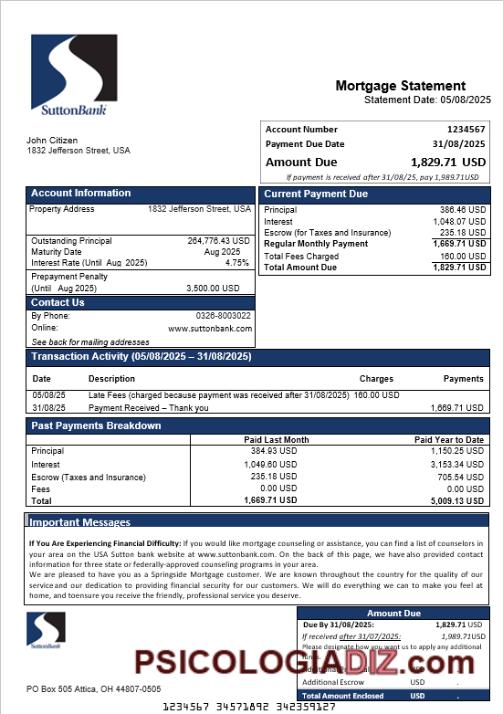 SuttonBank
Mortgage Statement
Statement Date: 05/08/2025
John Citizen
1832 Jefferson Street, USA
Account Number 1234567
Payment Due Date 31/08/2025
Amount Due 1,829.71 USD
If payment is received after 31/08/25, pay 1,989.71USD
Account Information
Property Address 1832 Jefferson Street, USA
Outstanding Principal 264,776.43 USD
Maturity Date Aug 2025
Interest Rate (Until Aug 2025) 4.75%
Prepayment Penalty
(Until Aug 2025) 3,500.00 USD
Current Payment Due
Principal 386.46 USD
Interest 1,048.07 USD
Escrow (for Taxes and Insurance) 235.18 USD
Regular Monthly Payment 1,669.71 USD
Total Fees Charged 160.00 USD
Total Amount Due 1,829.71 USD
Contact Us
By Phone: 0326-8003022
Online: www.suttonbank.com
See back for mailing addresses
Transaction Activity (05/08/2025 – 31/08/2025)
Date Description Charges Payments
05/08/25 Late Fees (charged because payment was received after 31/08/2025) 160.00 USD
31/08/25 Payment Received – Thank you 1,669.71 USD
Past Payments Breakdown
Paid Last Month Paid Year to Date
Principal 384.93 USD 1,150.25 USD
Interest 1,049.60 USD 3,153.34 USD
Escrow (Taxes and Insurance) 235.18 USD 705.54 USD
Fees 0.00 USD 0.00 USD
Total 1,669.71 USD 5,009.13 USD
Important Messages
If You Are Experiencing Financial Difficulty: If you would like mortgage counseling or assistance, you can find a list of counselors in
your area on the USA Sutton bank website at www.suttonbank.com. On the back of this page, we have also provided contact
information for three state or federally-approved counseling programs in your area.
We are pleased to have you as a Springside Mortgage customer. We are known throughout the country for the quality of our
service and our dedication to providing financial security for our customers. We will do everything we can to make you feel at
home, and toensure you receive the friendly, professional service you deserve.
SuttonBank
PO Box 505 Attica, OH 44807-0505
Amount Due
Due By 31/08/2025: 1,829.71 USD
If received after 31/07/2025: 1,989.71USD
Please designate how you want us to apply any additional
Additional Escrow USD .
Total Amount Enclosed USD .
PSICOLOGIADIZ.com
1234567 34571892 342359127